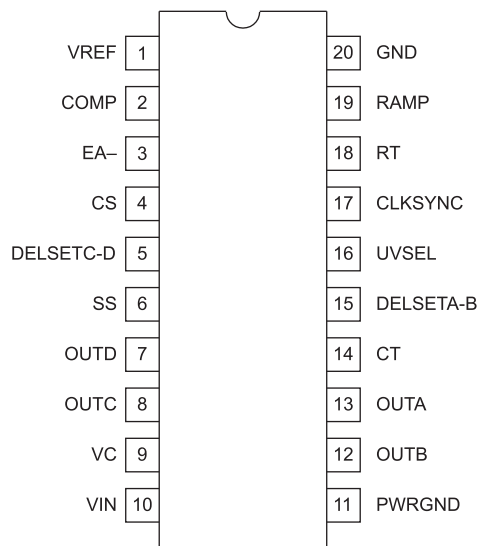 VREF 1 20 GND
COMP 2 19 RAMP
EA– 3 18 RT
CS 4 17 CLKSYNC
DELSETC-D 5 16 UVSEL
SS 6 15 DELSETA-B
OUTD 7 14 CT
OUTC 8 13 OUTA
VC 9 12 OUTB
VIN 10 11 PWRGND